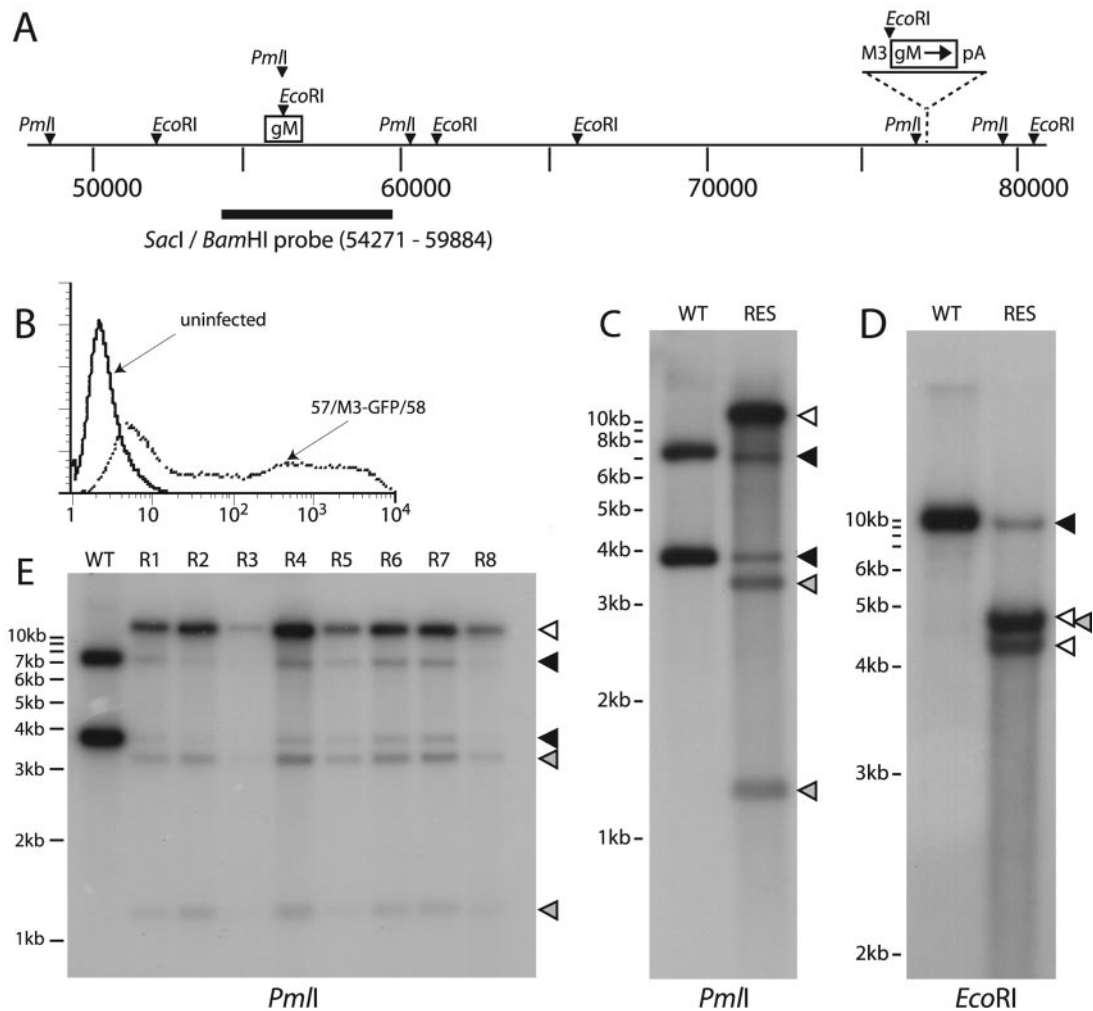 A
EcoRI
M3 gM pA
PmlI
EcoRI
PmlI EcoRI gM PmlI EcoRI EcoRI PmlI PmlI EcoRI
50000 60000 70000 80000
SacI / BamHI probe (54271 - 59884)
B
uninfected
57/M3-GFP/58
1 10 10² 10³ 10⁴
C
WT RES
10kb
8kb
6kb
5kb
4kb
3kb
2kb
1kb
PmlI
D
WT RES
10kb
6kb
5kb
4kb
3kb
2kb
EcoRI
E
WT R1 R2 R3 R4 R5 R6 R7 R8
10kb
7kb
6kb
5kb
4kb
3kb
2kb
1kb
PmlI